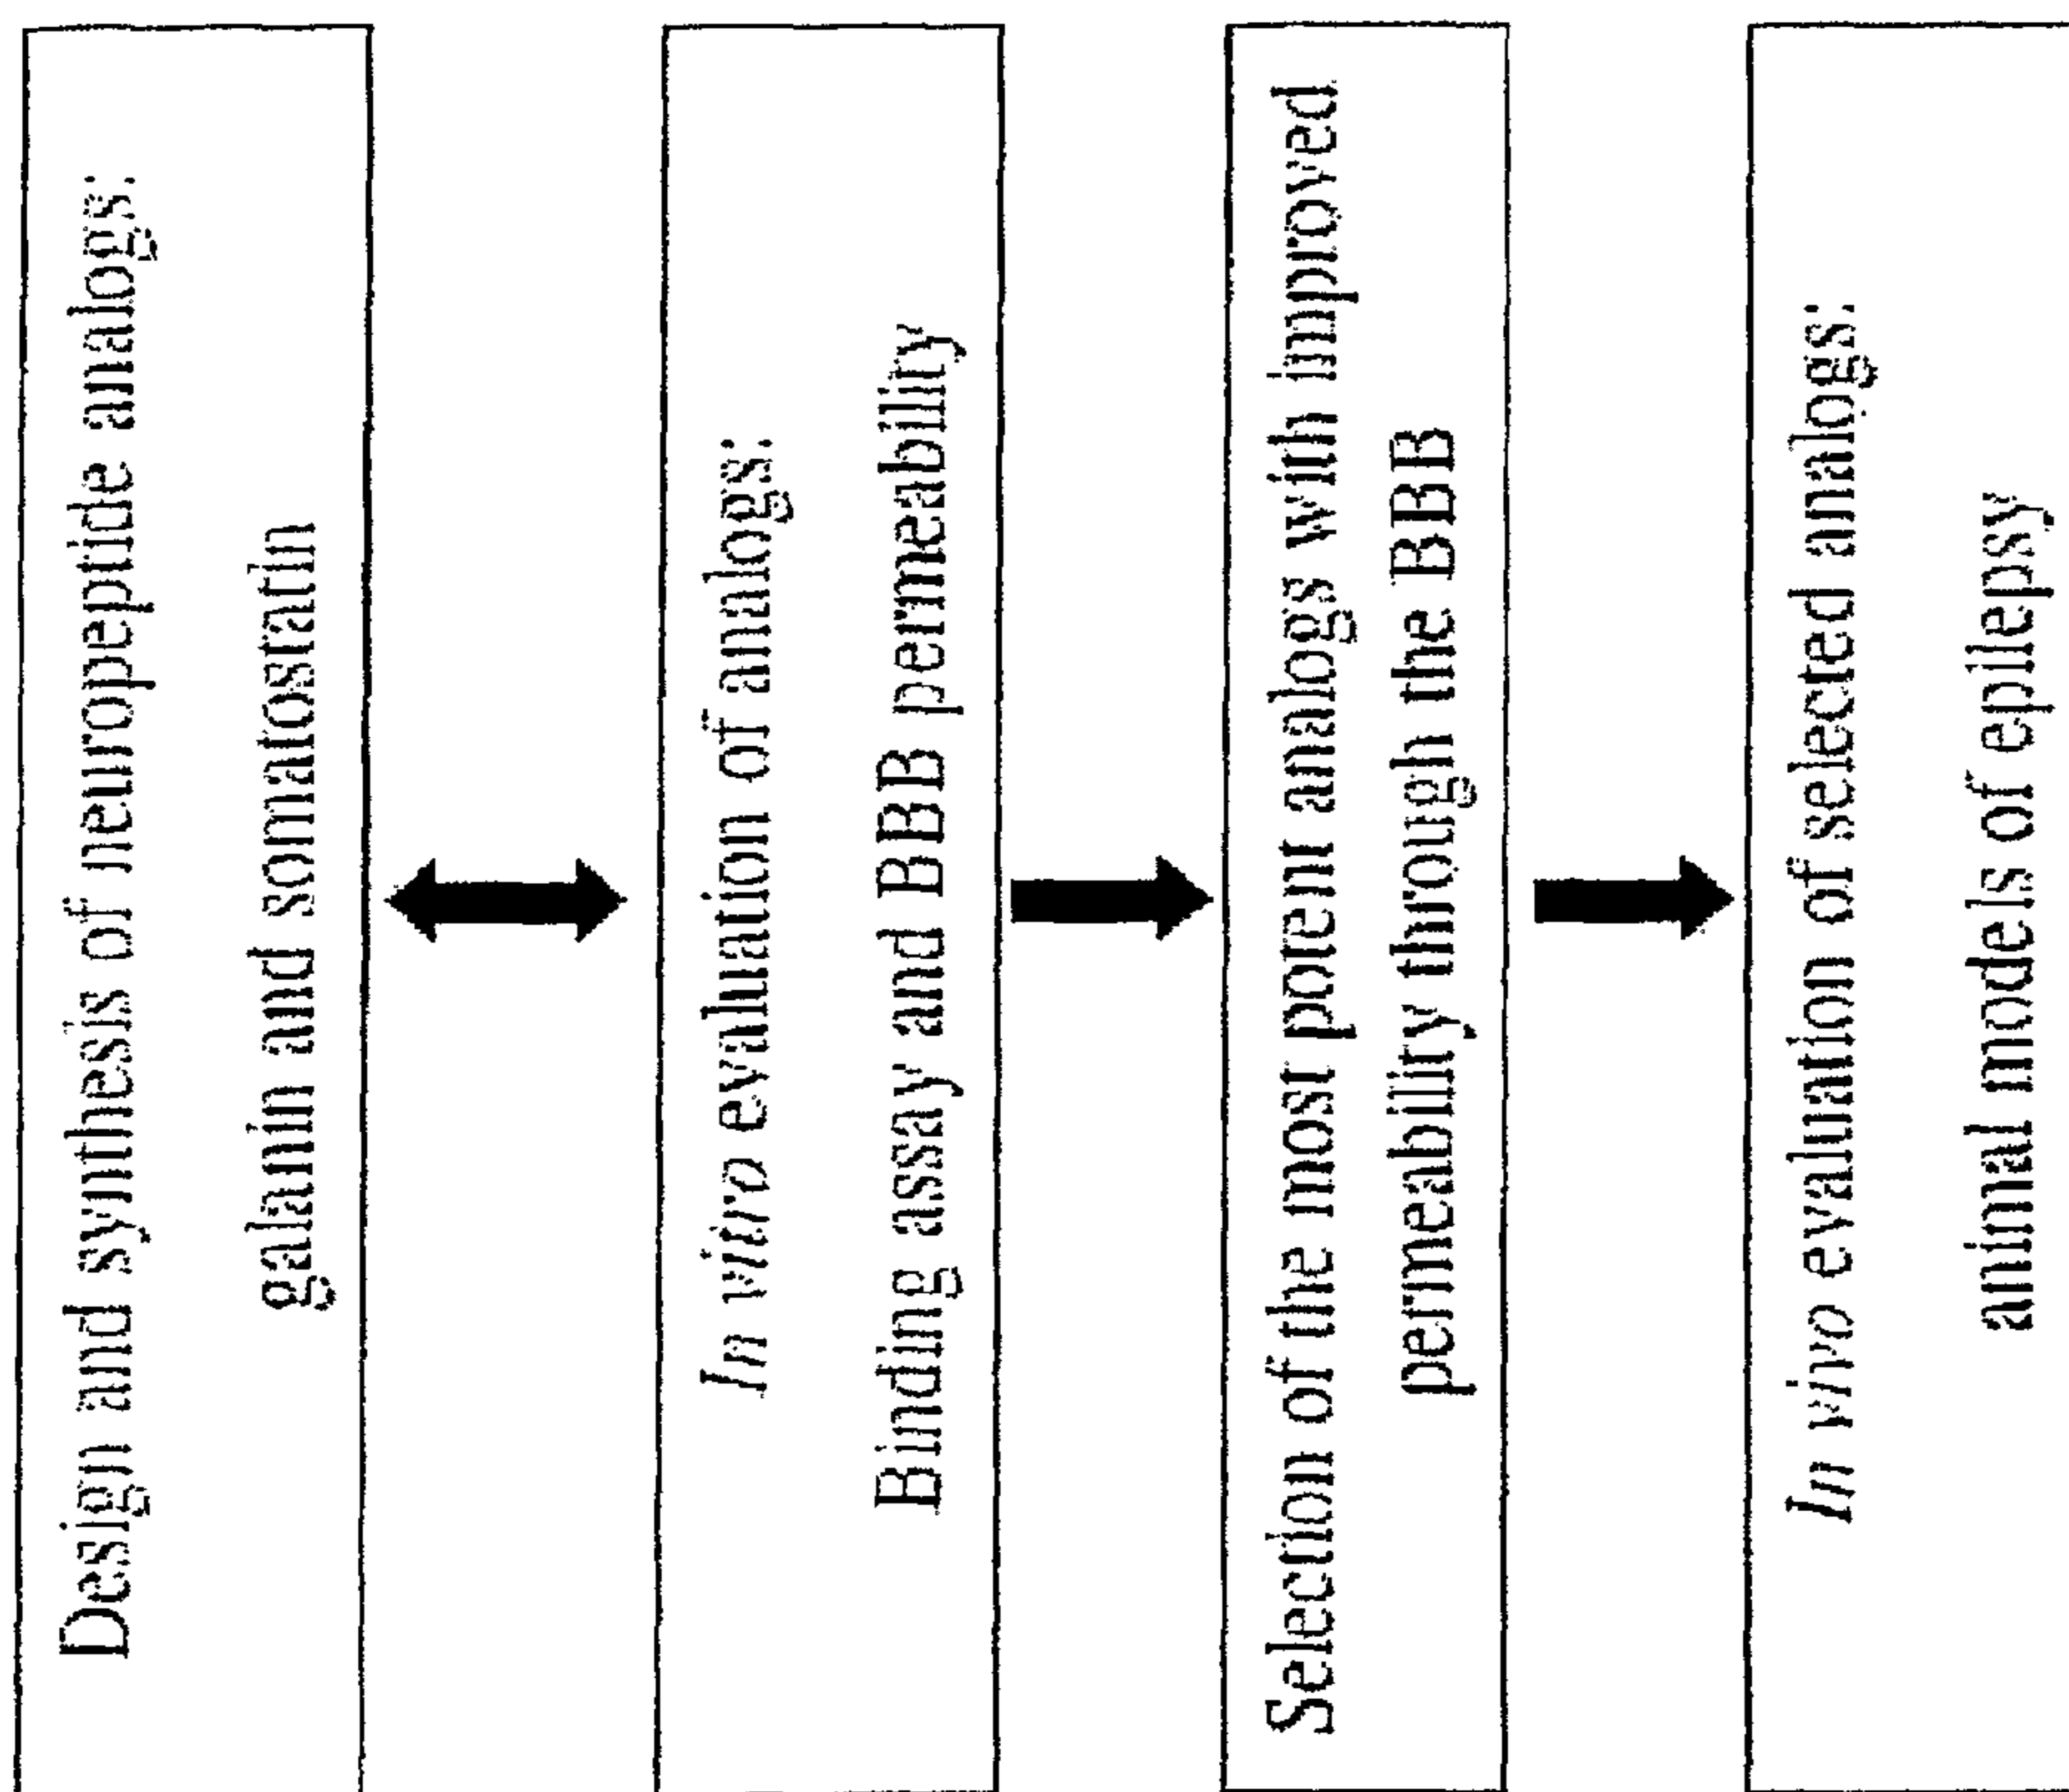 Design and synthesis of neuropeptide analogs:
galanin and somatostatin
In vitro evaluation of analogs:
Binding assay and BBB permeability
Selection of the most potent analogs with improved
permeability through the BBB
In vivo evaluation of selected analogs:
animal models of epilepsy